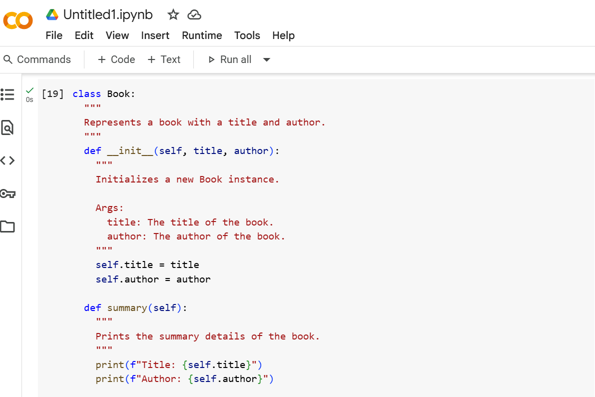 Untitled1.ipynb
File Edit View Insert Runtime Tools Help
Commands + Code + Text Run all
[19] class Book:
"""
Represents a book with a title and author.
"""
def __init__(self, title, author):
"""
Initializes a new Book instance.
Args:
title: The title of the book.
author: The author of the book.
"""
self.title = title
self.author = author
def summary(self):
"""
Prints the summary details of the book.
"""
print(f"Title: {self.title}")
print(f"Author: {self.author}")
0s